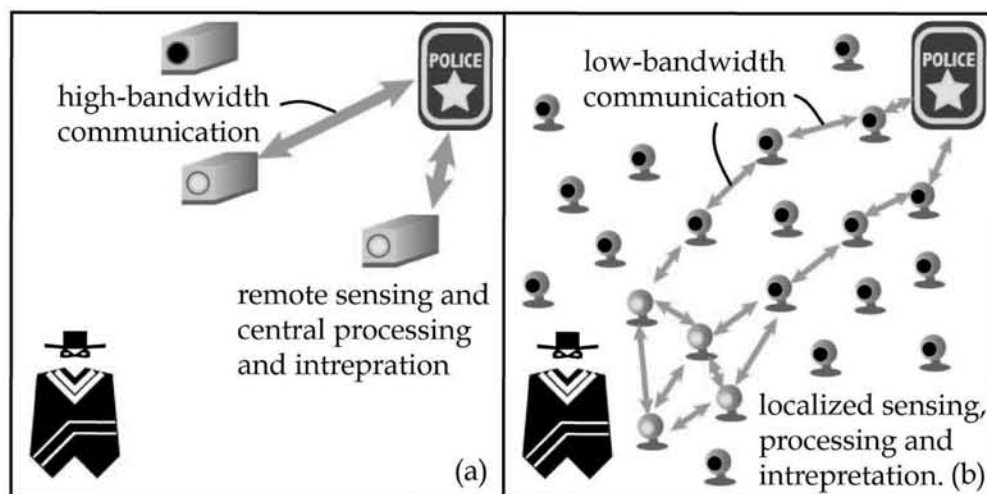 POLICE
high-bandwidth
communication
remote sensing and
central processing
and intrepration
(a)
POLICE
low-bandwidth
communication
localized sensing,
processing and
intrepretation. (b)